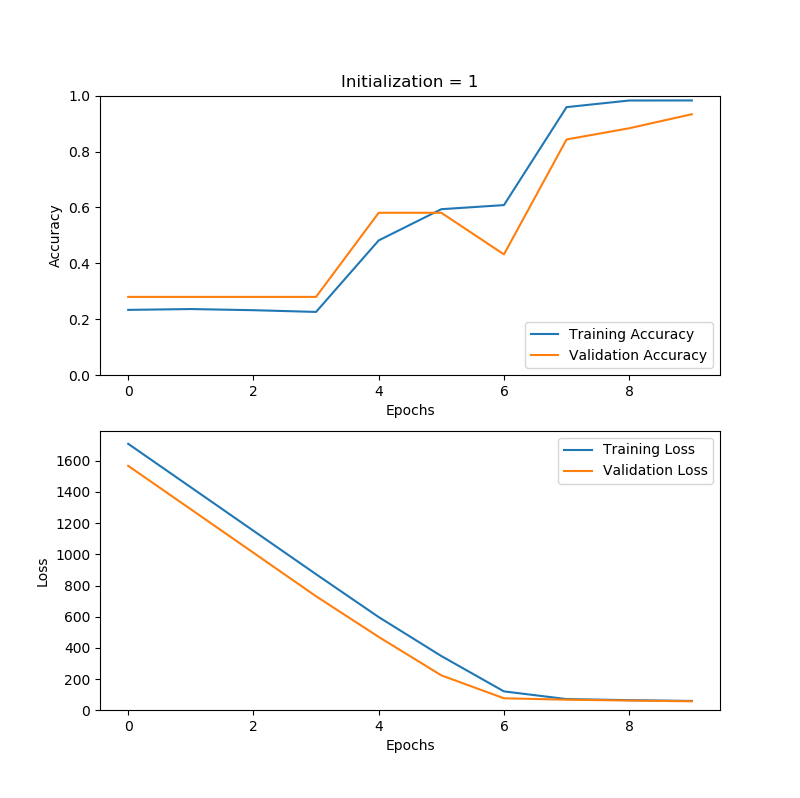 Initialization = 1
1.0
0.8
0.6
0.4
0.2
0.0
Accuracy
Training Accuracy
Validation Accuracy
0 2 4 6 8
Epochs
1600
1400
1200
1000
800
600
400
200
0
Loss
Training Loss
Validation Loss
0 2 4 6 8
Epochs